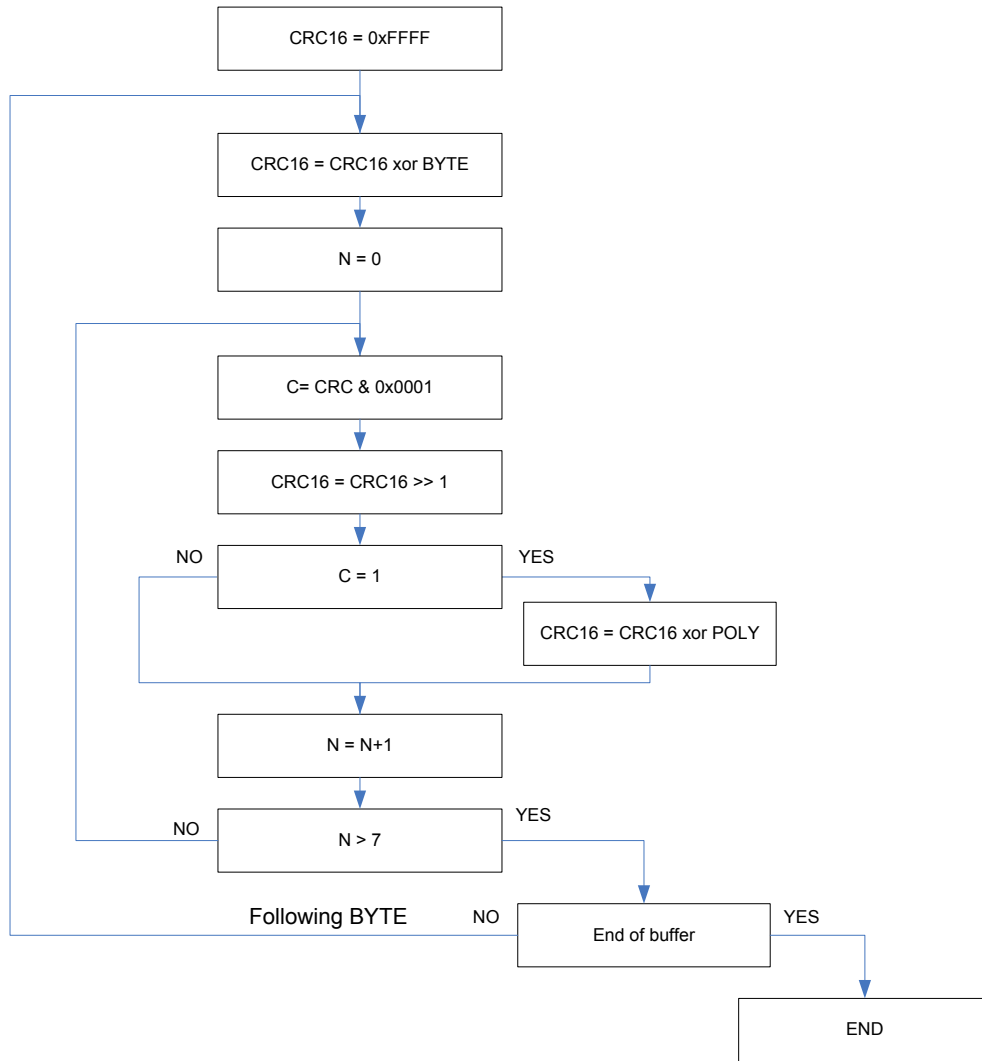 CRC16 = 0xFFFF
CRC16 = CRC16 xor BYTE
N = 0
C= CRC & 0x0001
CRC16 = CRC16 >> 1
NO
YES
C = 1
CRC16 = CRC16 xor POLY
N = N+1
NO
YES
N > 7
Following BYTE
NO
YES
End of buffer
END